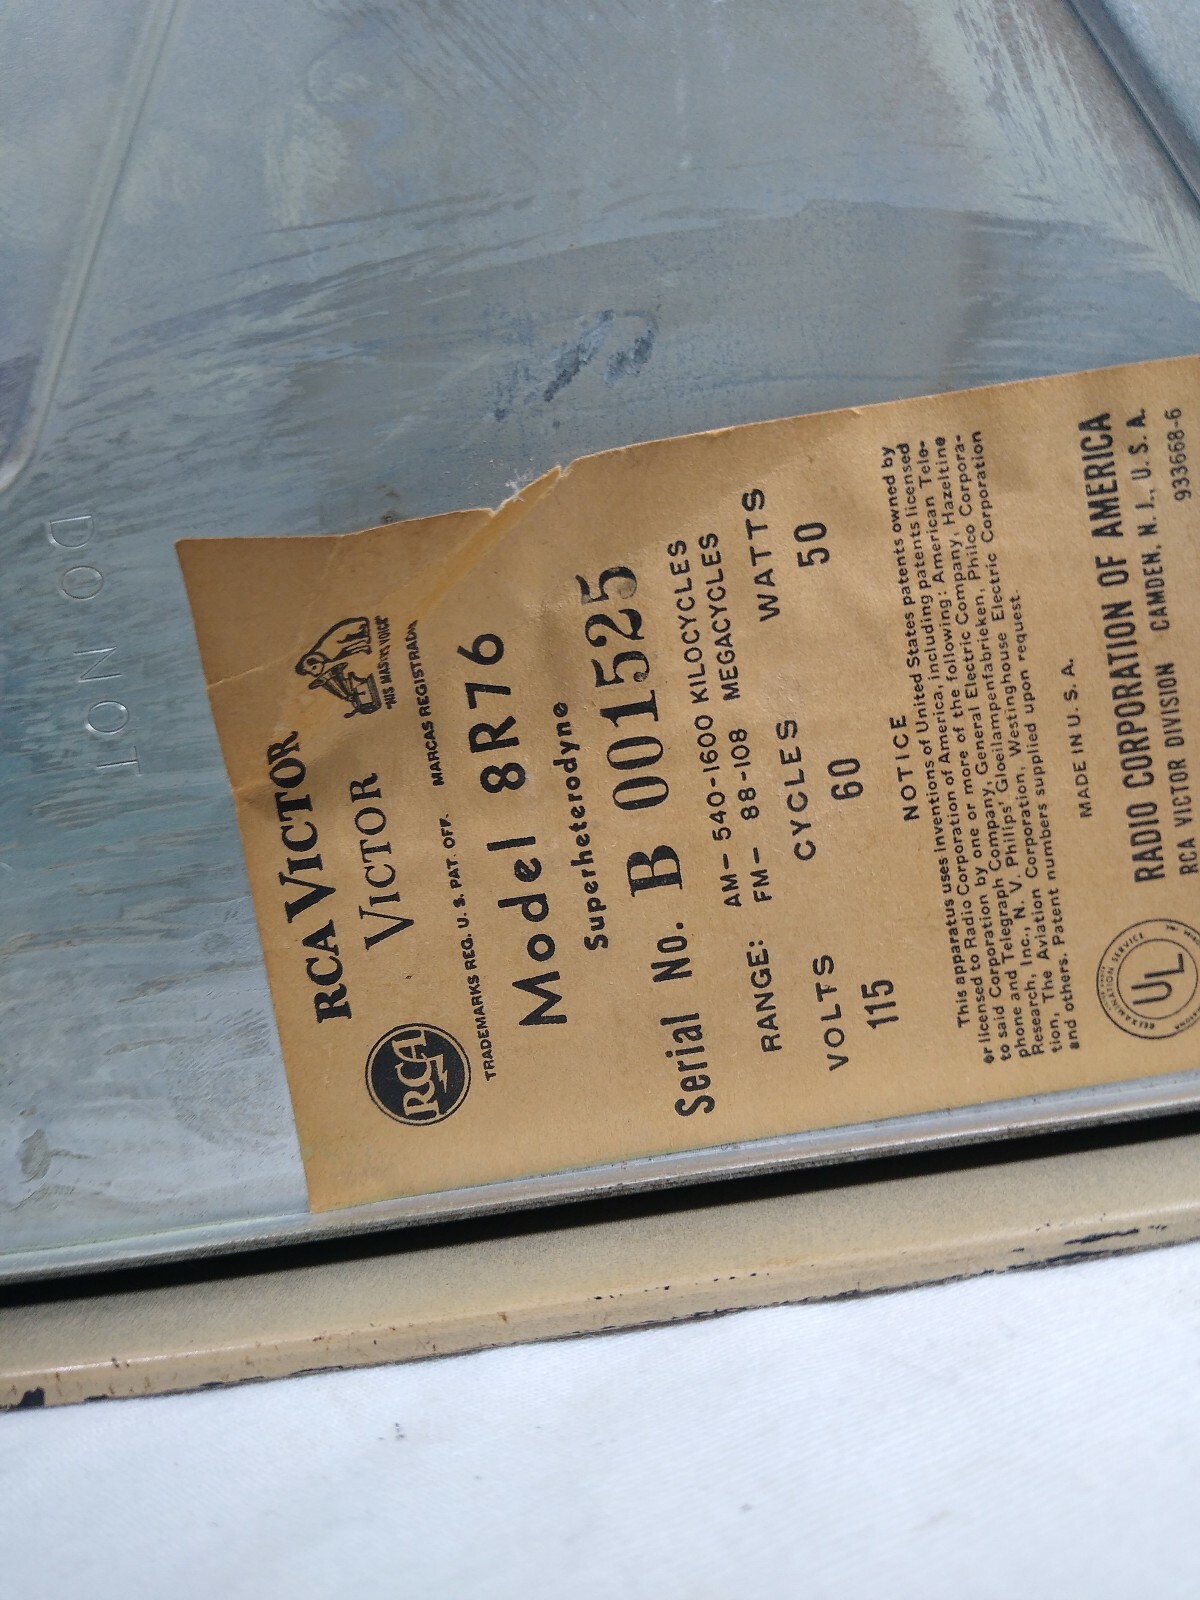 DO NOT
RCA VICTOR
RCA
VICTOR
"HIS MASTER'S VOICE"
TRADEMARKS REG. U. S. PAT. OFF. MARCAS REGISTRADAS
Model 8R76
Superheterodyne
Serial No. B 001525
RANGE: AM- 540-1600 KILOCYCLES
FM- 88-108 MEGACYCLES
VOLTS CYCLES WATTS
115 60 50
NOTICE
This apparatus uses inventions of United States patents owned by
or licensed to Radio Corporation of America, including patents licensed
to said Corporation by one or more of the following: American Tele-
phone and Telegraph Company, General Electric Company, Hazeltine
Research, Inc., N. V. Phillips' Gloeilampenfabrieken, Philco Corpora-
tion, The Aviation Corporation, Westinghouse Electric Corporation
and others. Patent numbers supplied upon request.
MADE IN U. S. A.
UL
REEXAMINATION SERVICE
RADIO CORPORATION OF AMERICA
RCA VICTOR DIVISION CAMDEN, N. J., U. S. A.
933668-6